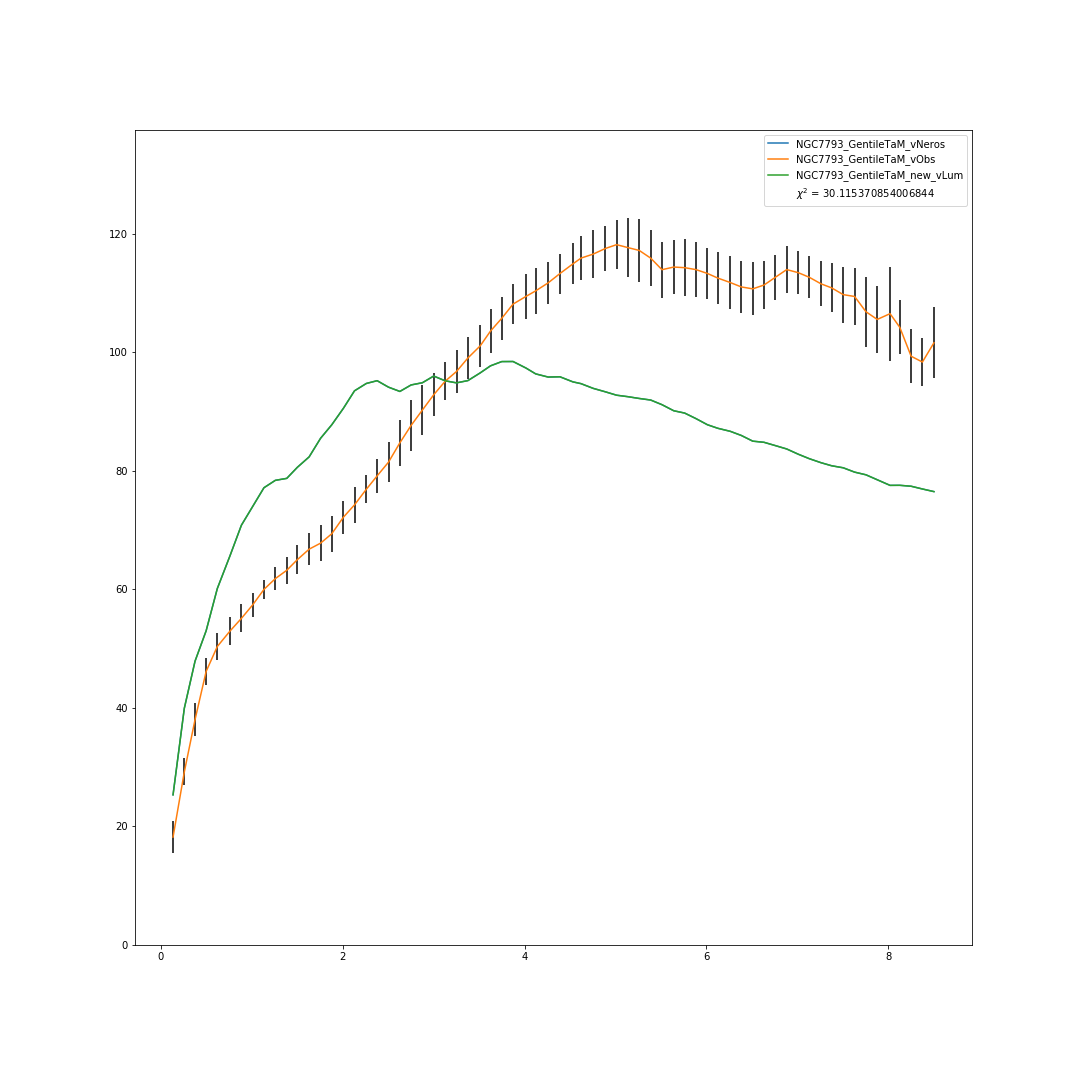 NGC7793_GentileTaM_vNeros
NGC7793_GentileTaM_vObs
NGC7793_GentileTaM_new_vLum
χ² = 30.115370854006844
120
100
80
60
40
20
0
0 2 4 6 8